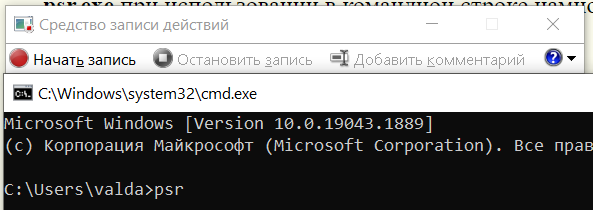 psr.exe при использовании в командной строке намно
Средство записи действий
Начать запись Остановить запись Добавить комментарий
C:\Windows\system32\cmd.exe
Microsoft Windows [Version 10.0.19043.1889]
(c) Корпорация Майкрософт (Microsoft Corporation). Все прав
C:\Users\valda>psr